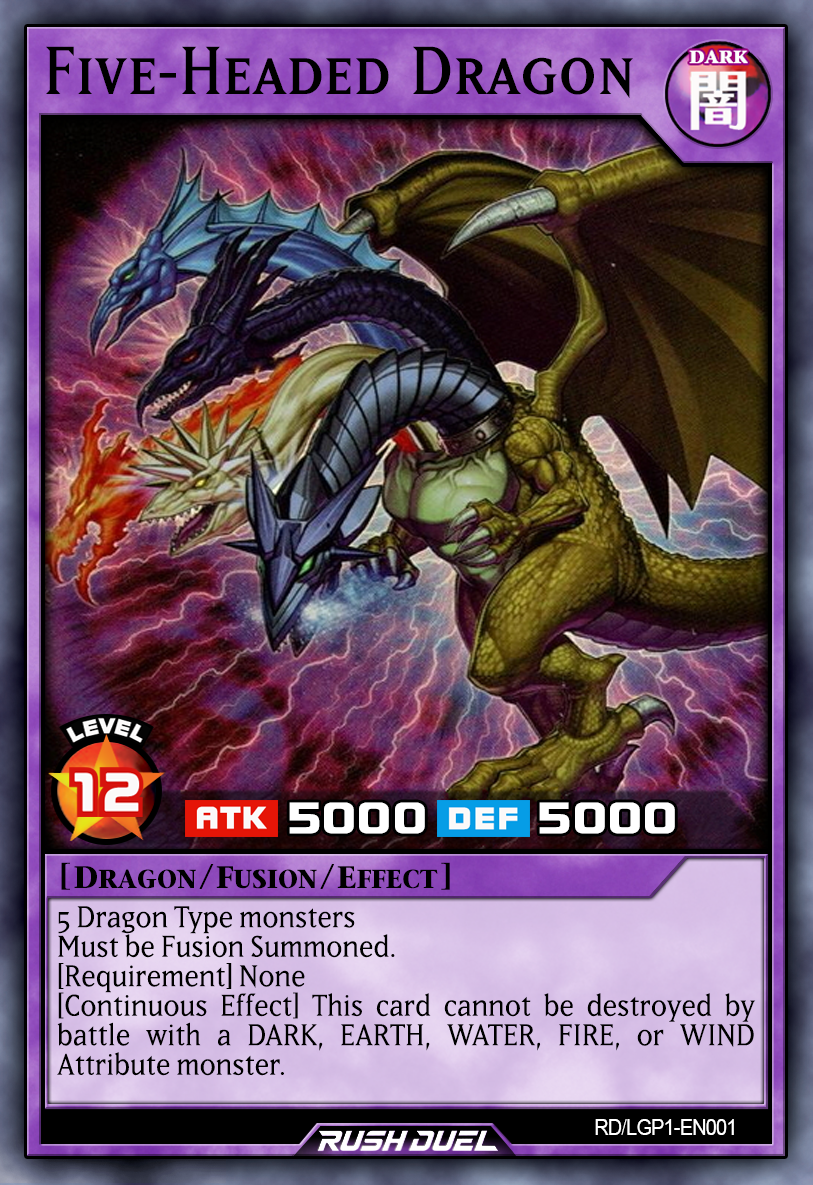 Five-Headed Dragon
DARK
闇
LEVEL
12
ATK 5000 DEF 5000
[Dragon/Fusion/Effect]
5 Dragon Type monsters
Must be Fusion Summoned.
[Requirement] None
[Continuous Effect] This card cannot be destroyed by
battle with a DARK, EARTH, WATER, FIRE, or WIND
Attribute monster.
RD/LGP1-EN001
RUSH DUEL